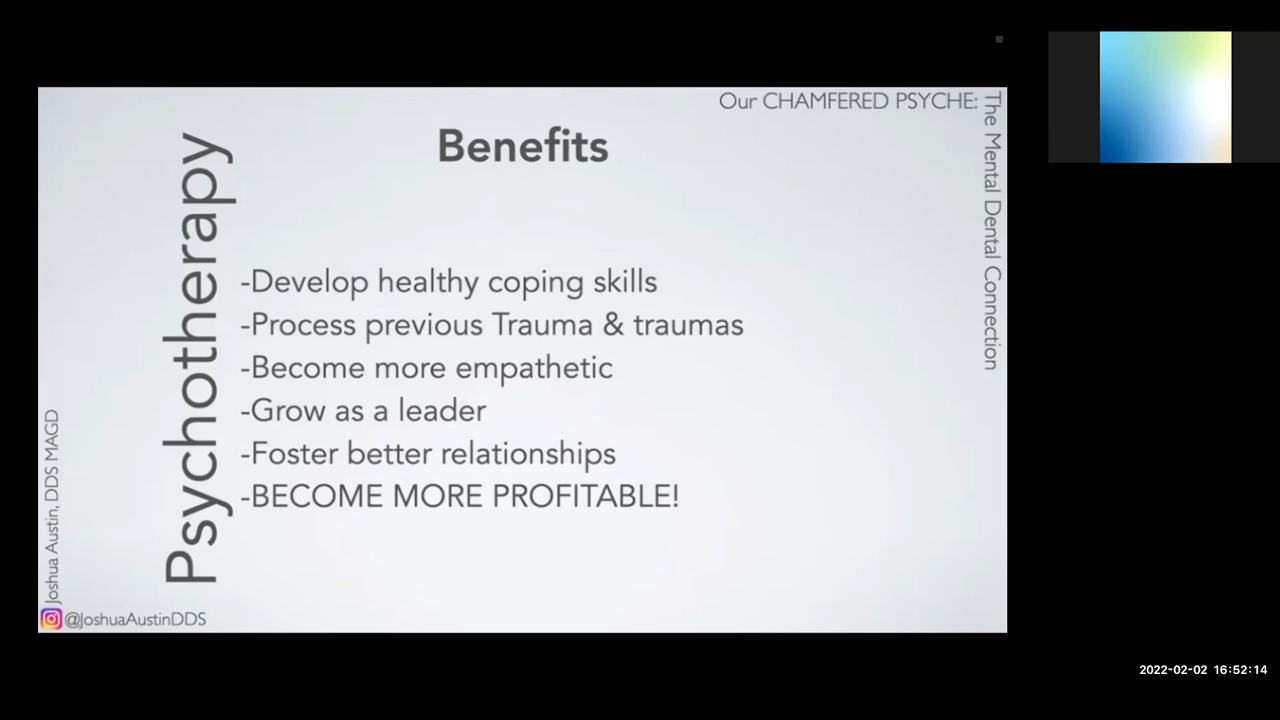 Our CHAMFERED PSYCHE:
The Mental Dental Connection
Benefits
Psychotherapy
-Develop healthy coping skills
-Process previous Trauma & traumas
-Become more empathetic
-Grow as a leader
-Foster better relationships
-BECOME MORE PROFITABLE!
Joshua Austin, DDS MAGD
@JoshuaAustinDDS
2022-02-02 16:52:14